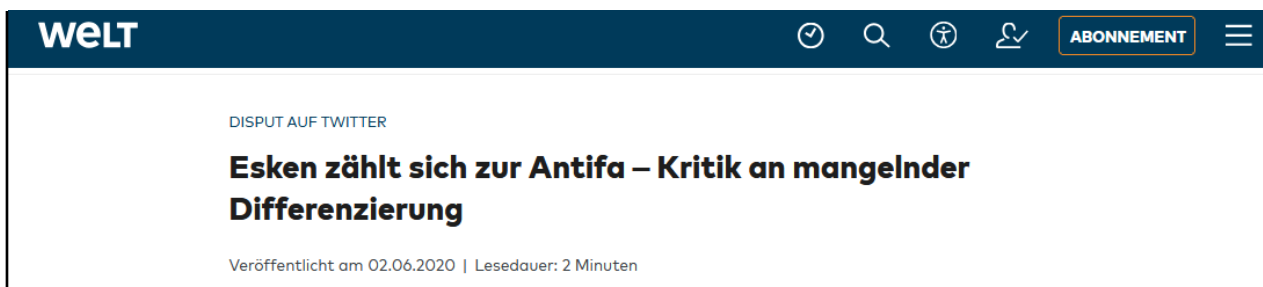 WELT
ABONNEMENT
DISPUT AUF TWITTER
Esken zählt sich zur Antifa – Kritik an mangelnder
Differenzierung
Veröffentlicht am 02.06.2020 | Lesedauer: 2 Minuten